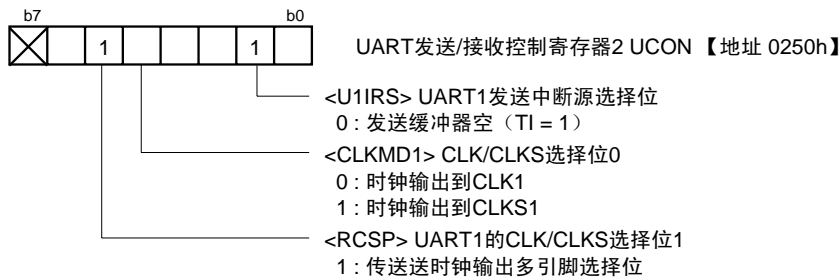 b7 b0
1 1
UART发送/接收控制寄存器2 UCON 【地址 0250h】
<U1IRS> UART1发送中断源选择位
0 : 发送缓冲器空（TI = 1）
<CLKMD1> CLK/CLKS选择位0
0 : 时钟输出到CLK1
1 : 时钟输出到CLKS1
<RCSP> UART1的CLK/CLKS选择位1
1 : 传送送时钟输出多引脚选择位